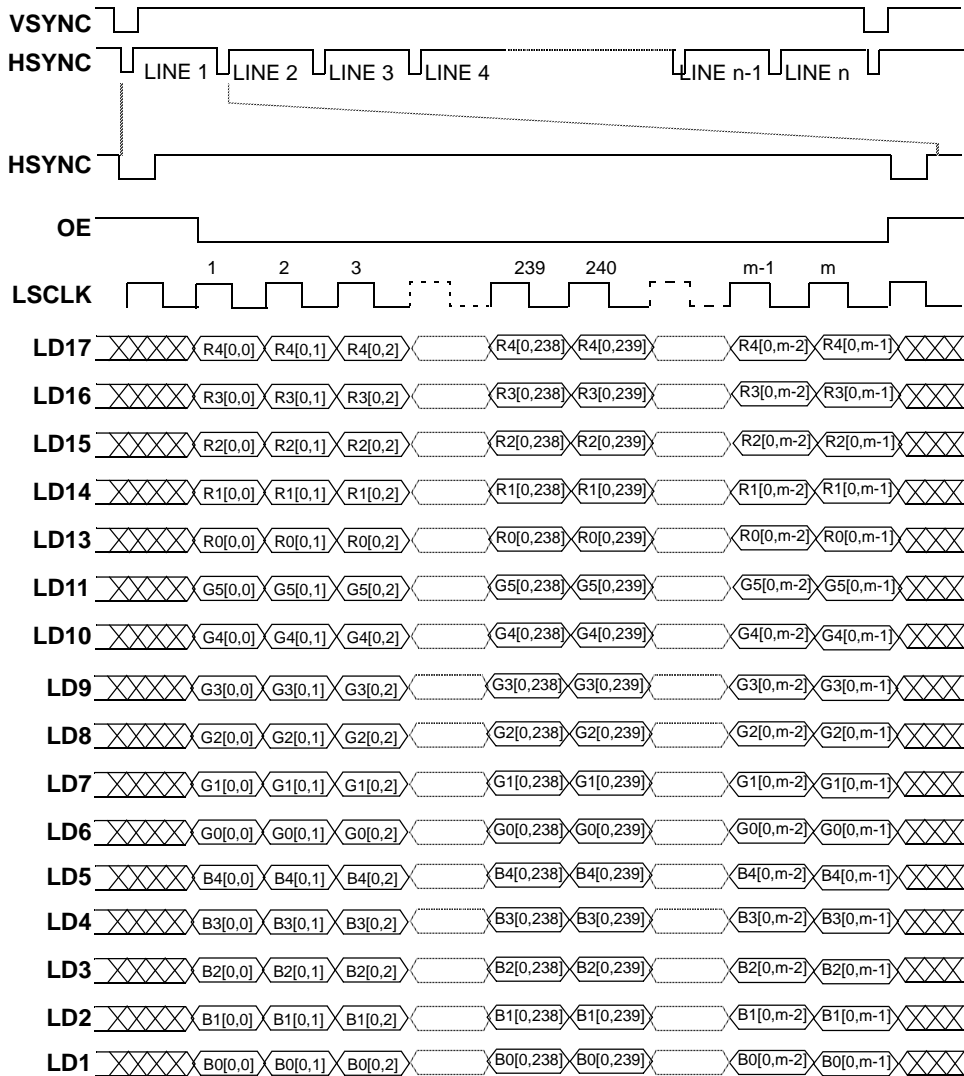 VSYNC
HSYNC LINE 1 LINE 2 LINE 3 LINE 4 LINE n-1 LINE n
HSYNC
OE
1 2 3 239 240 m-1 m
LSCLK
LD17 R4[0,0] R4[0,1] R4[0,2] R4[0,238] R4[0,239] R4[0,m-2] R4[0,m-1]
LD16 R3[0,0] R3[0,1] R3[0,2] R3[0,238] R3[0,239] R3[0,m-2] R3[0,m-1]
LD15 R2[0,0] R2[0,1] R2[0,2] R2[0,238] R2[0,239] R2[0,m-2] R2[0,m-1]
LD14 R1[0,0] R1[0,1] R1[0,2] R1[0,238] R1[0,239] R1[0,m-2] R1[0,m-1]
LD13 R0[0,0] R0[0,1] R0[0,2] R0[0,238] R0[0,239] R0[0,m-2] R0[0,m-1]
LD11 G5[0,0] G5[0,1] G5[0,2] G5[0,238] G5[0,239] G5[0,m-2] G5[0,m-1]
LD10 G4[0,0] G4[0,1] G4[0,2] G4[0,238] G4[0,239] G4[0,m-2] G4[0,m-1]
LD9 G3[0,0] G3[0,1] G3[0,2] G3[0,238] G3[0,239] G3[0,m-2] G3[0,m-1]
LD8 G2[0,0] G2[0,1] G2[0,2] G2[0,238] G2[0,239] G2[0,m-2] G2[0,m-1]
LD7 G1[0,0] G1[0,1] G1[0,2] G1[0,238] G1[0,239] G1[0,m-2] G1[0,m-1]
LD6 G0[0,0] G0[0,1] G0[0,2] G0[0,238] G0[0,239] G0[0,m-2] G0[0,m-1]
LD5 B4[0,0] B4[0,1] B4[0,2] B4[0,238] B4[0,239] B4[0,m-2] B4[0,m-1]
LD4 B3[0,0] B3[0,1] B3[0,2] B3[0,238] B3[0,239] B3[0,m-2] B3[0,m-1]
LD3 B2[0,0] B2[0,1] B2[0,2] B2[0,238] B2[0,239] B2[0,m-2] B2[0,m-1]
LD2 B1[0,0] B1[0,1] B1[0,2] B1[0,238] B1[0,239] B1[0,m-2] B1[0,m-1]
LD1 B0[0,0] B0[0,1] B0[0,2] B0[0,238] B0[0,239] B0[0,m-2] B0[0,m-1]